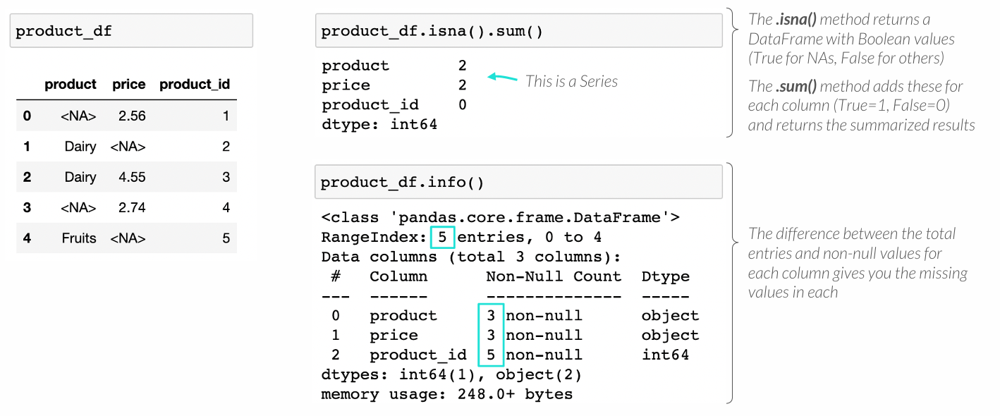 product_df
product price product_id
0 <NA> 2.56 1
1 Dairy <NA> 2
2 Dairy 4.55 3
3 <NA> 2.74 4
4 Fruits <NA> 5
product_df.isna().sum()
product 2
price 2
product_id 0
dtype: int64
This is a Series
The .isna() method returns a
DataFrame with Boolean values
(True for NAs, False for others)
The .sum() method adds these for
each column (True=1, False=0)
and returns the summarized results
product_df.info()
<class 'pandas.core.frame.DataFrame'>
RangeIndex: 5 entries, 0 to 4
Data columns (total 3 columns):
# Column Non-Null Count Dtype
--- ------ -------------- -----
0 product 3 non-null object
1 price 3 non-null object
2 product_id 5 non-null int64
dtypes: int64(1), object(2)
memory usage: 248.0+ bytes
The difference between the total
entries and non-null values for
each column gives you the missing
values in each